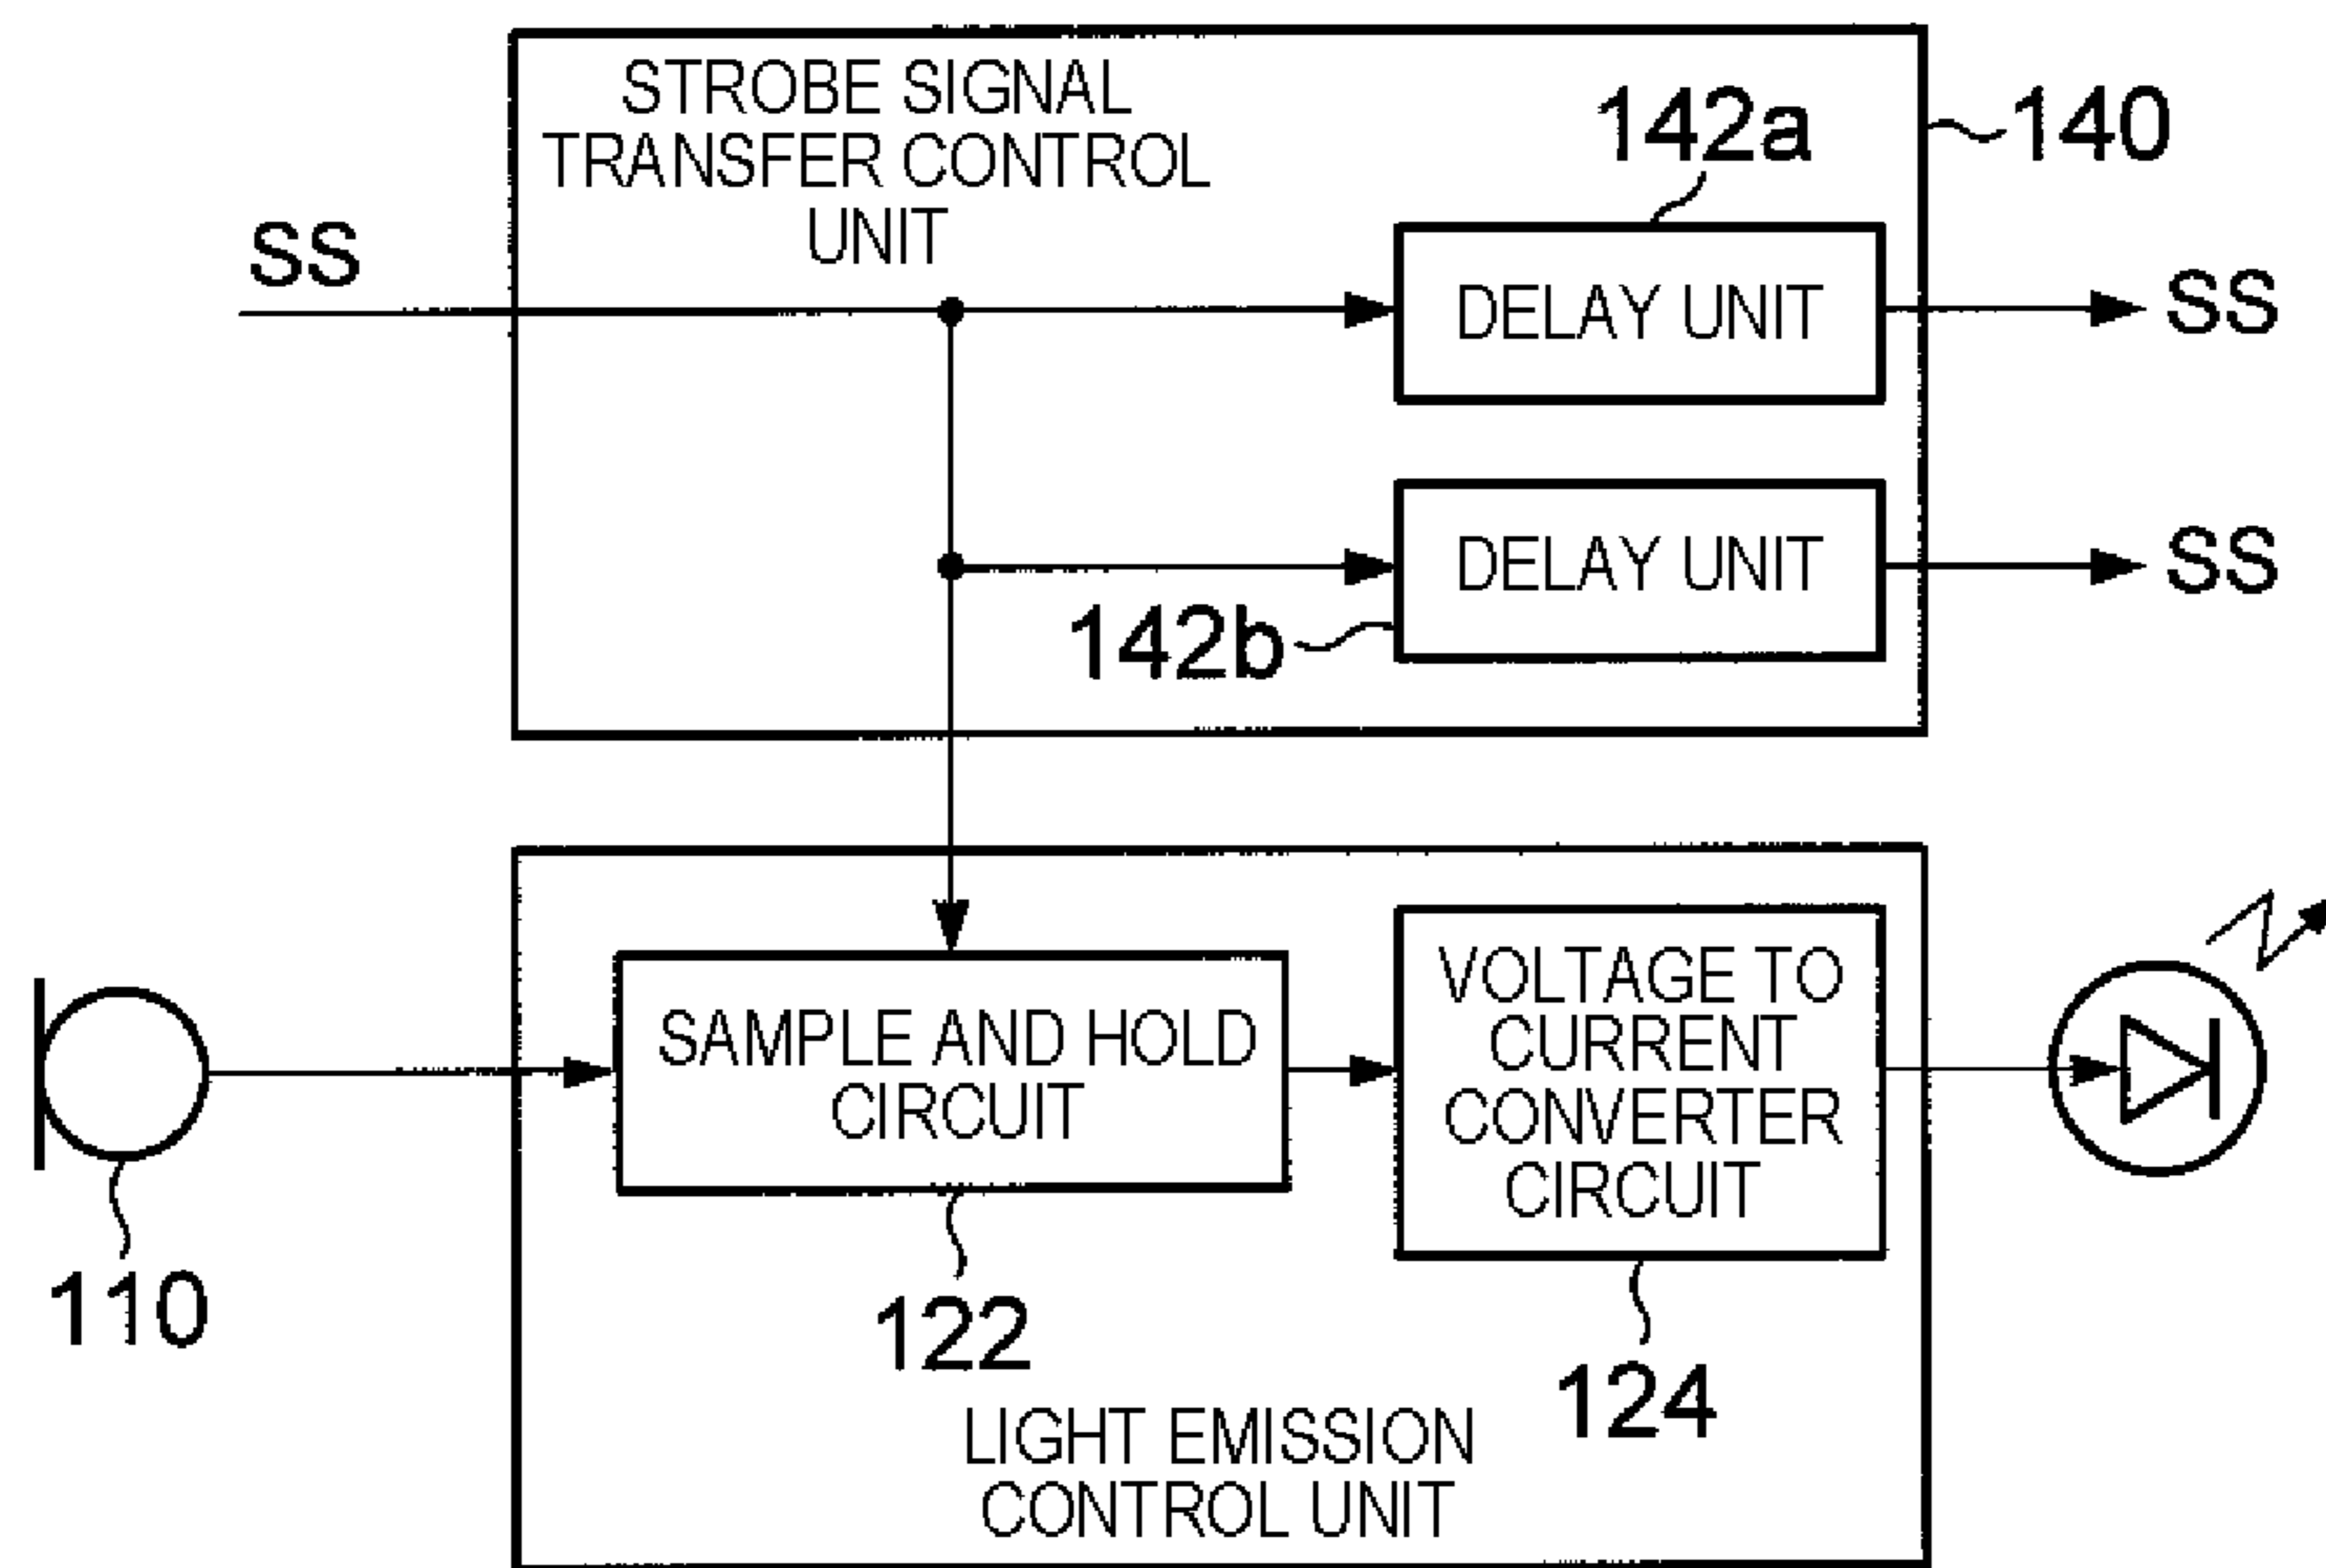 STROBE SIGNAL
TRANSFER CONTROL
UNIT
142a
140
SS
DELAY UNIT
SS
DELAY UNIT
SS
142b
SAMPLE AND HOLD
CIRCUIT
VOLTAGE TO
CURRENT
CONVERTER
CIRCUIT
110
122
124
LIGHT EMISSION
CONTROL UNIT